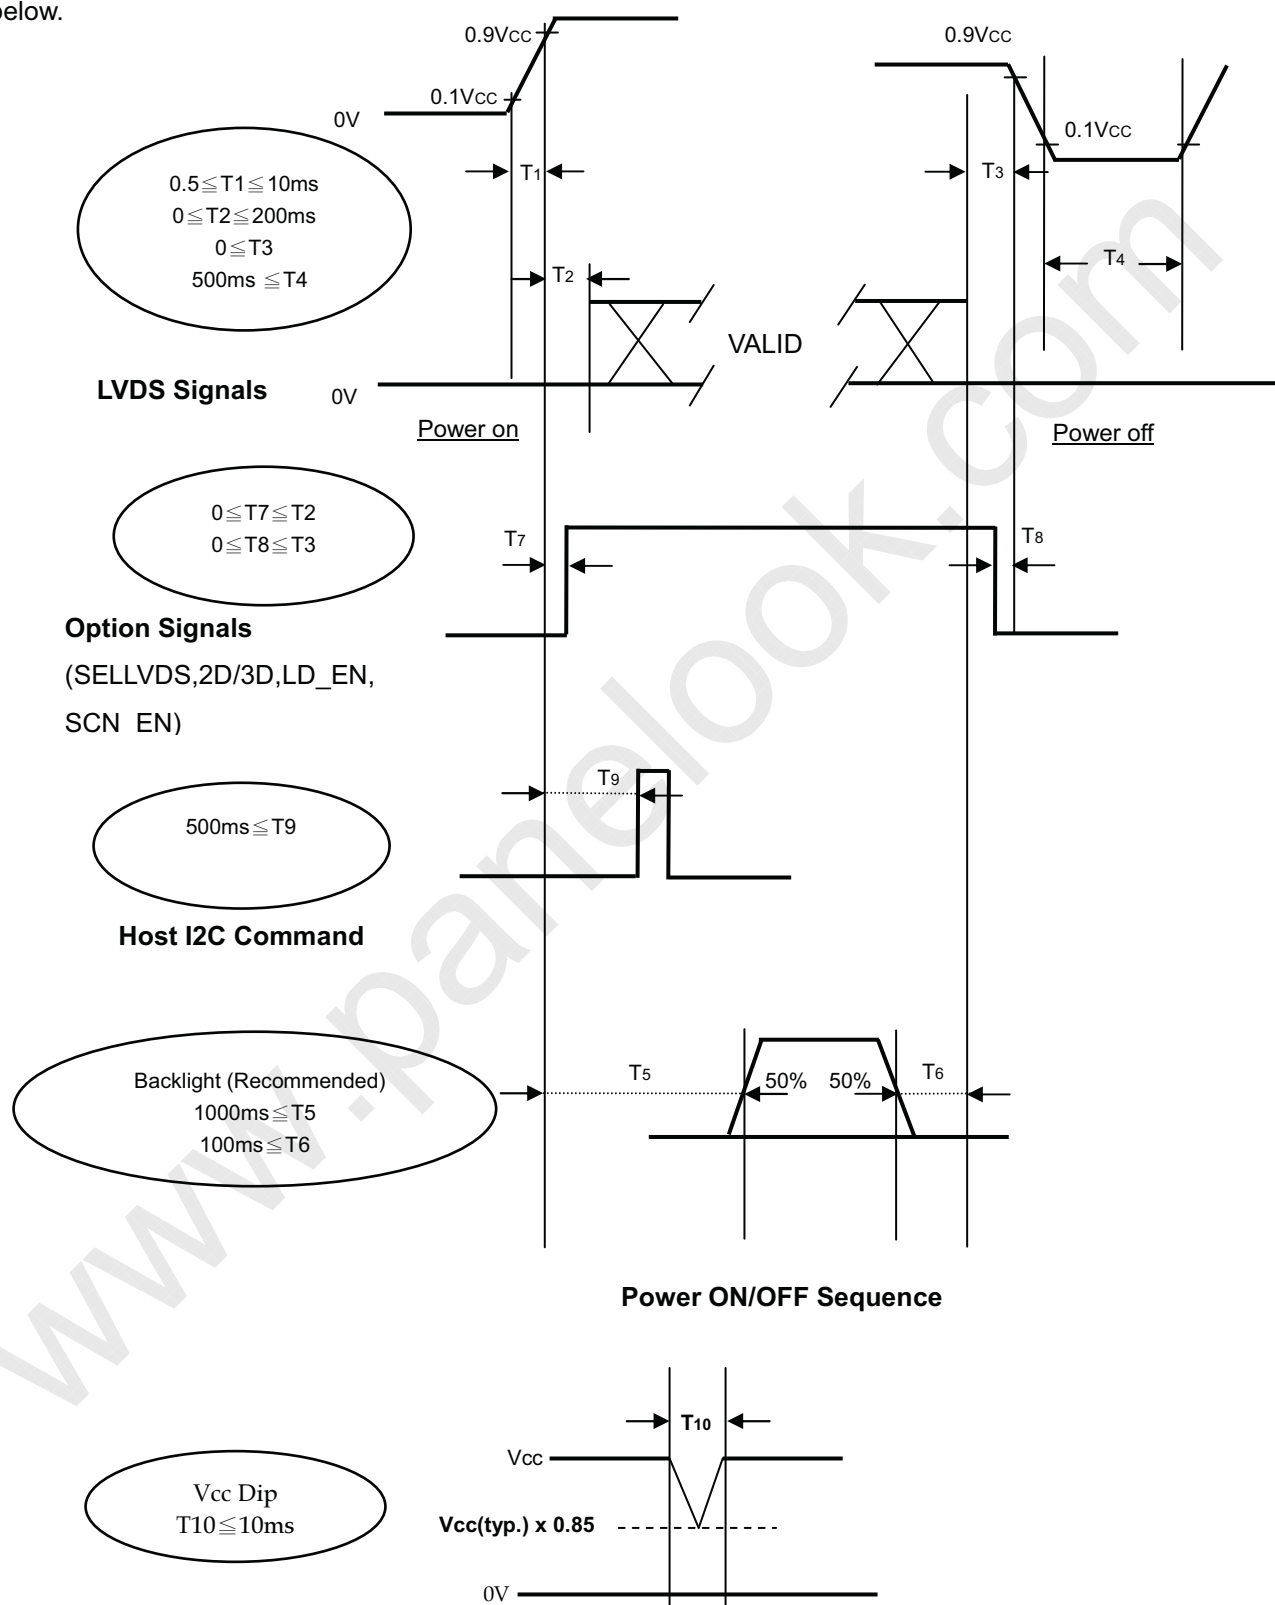 below.
0.9Vcc
0.1Vcc
0V
0.9Vcc
0.1Vcc
T1
T3
0.5≦T1≦10ms
0≦T2≦200ms
0≦T3
500ms ≦T4
T2
T4
VALID
LVDS Signals
0V
Power on
Power off
0≦T7≦T2
0≦T8≦T3
T7
T8
Option Signals
(SELLVDS,2D/3D,LD_EN,
SCN_EN)
T9
500ms≦T9
Host I2C Command
Backlight (Recommended)
1000ms≦T5
100ms≦T6
T5
50%
50%
T6
Power ON/OFF Sequence
T10
Vcc
Vcc Dip
T10≦10ms
Vcc(typ.) x 0.85
0V
www.panelook.com